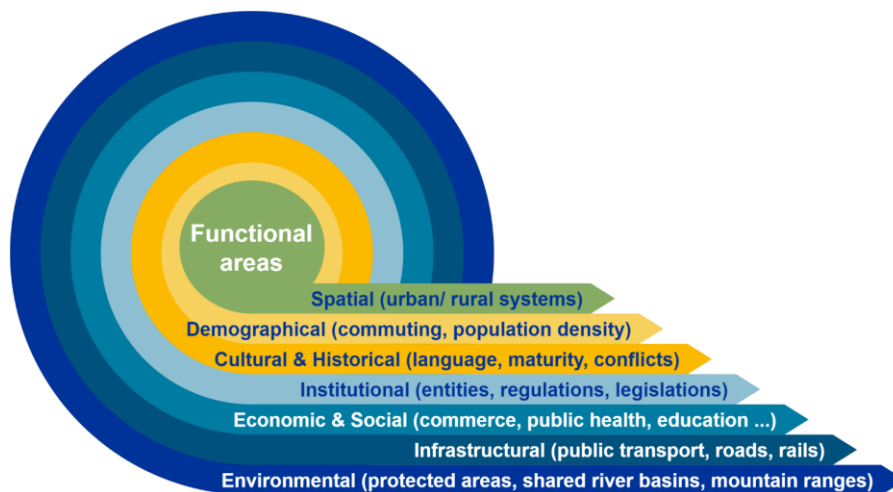 Functional
areas
Spatial (urban/ rural systems)
Demographical (commuting, population density)
Cultural & Historical (language, maturity, conflicts)
Institutional (entities, regulations, legislations)
Economic & Social (commerce, public health, education ...)
Infrastructural (public transport, roads, rails)
Environmental (protected areas, shared river basins, mountain ranges)